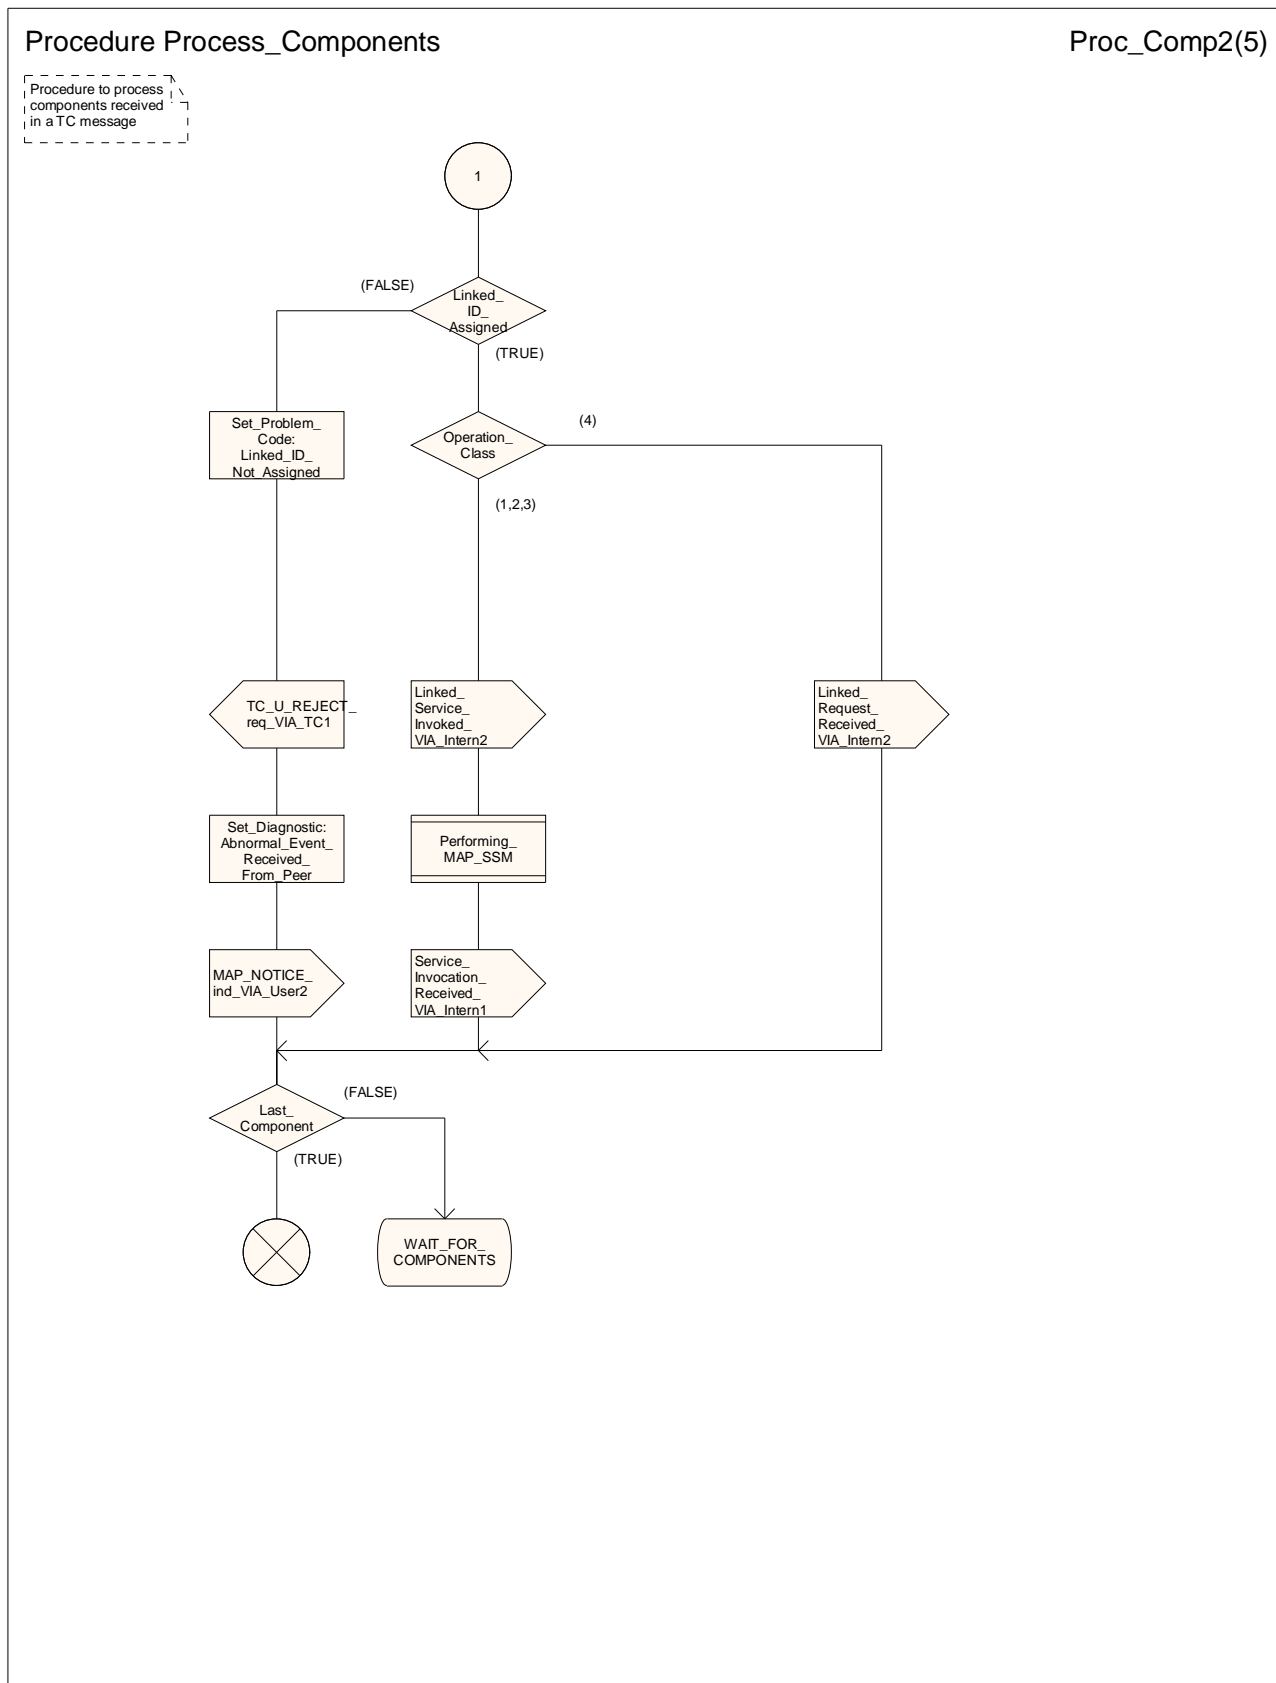 Procedure Process_Components
Proc_Comp2(5)
Procedure to process
components received
in a TC message
1
(FALSE)
Linked_
ID_
Assigned
(TRUE)
Set_Problem_
Code:
Linked_ID_
Not_Assigned
Operation_
Class
(4)
(1,2,3)
TC_U_REJECT_
req_VIA_TC1
Linked_
Service_
Invoked_
VIA_Intern2
Linked_
Request_
Received_
VIA_Intern2
Set_Diagnostic:
Abnormal_Event_
Received_
From_Peer
Performing_
MAP_SSM
MAP_NOTICE_
ind_VIA_User2
Service_
Invocation_
Received_
VIA_Intern1
Last_
Component
(FALSE)
(TRUE)
WAIT_FOR_
COMPONENTS